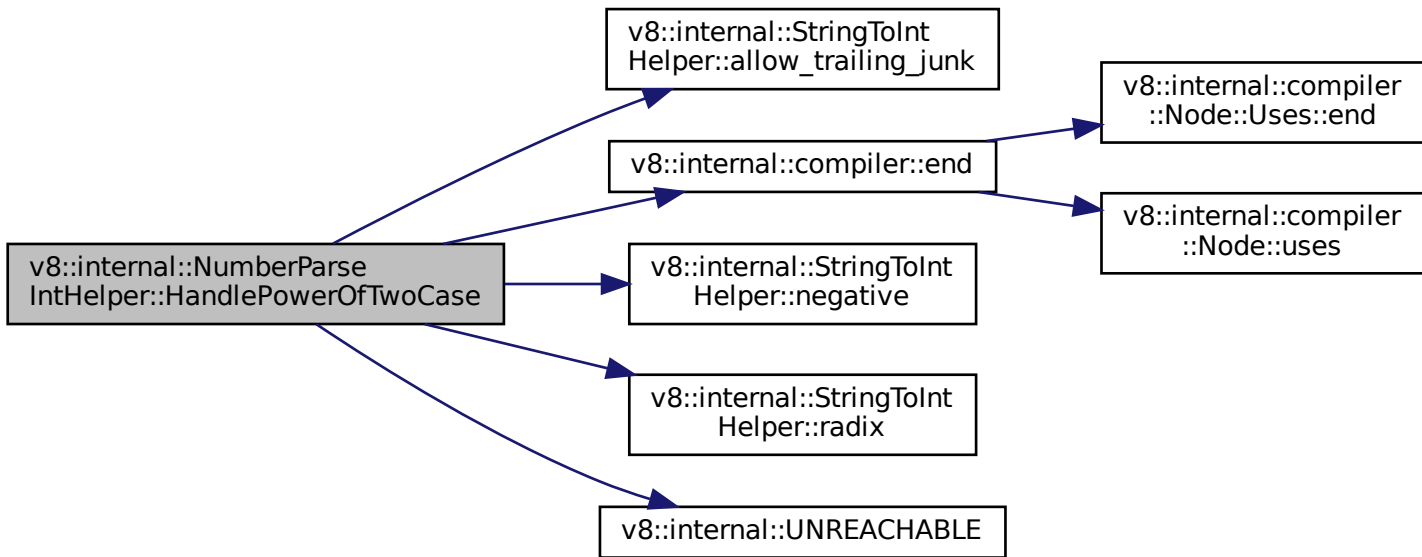 v8::internal::StringToInt
Helper::allow_trailing_junk
v8::internal::compiler
::Node::Uses::end
v8::internal::compiler::end
v8::internal::compiler
::Node::uses
v8::internal::NumberParse
IntHelper::HandlePowerOfTwoCase
v8::internal::StringToInt
Helper::negative
v8::internal::StringToInt
Helper::radix
v8::internal::UNREACHABLE